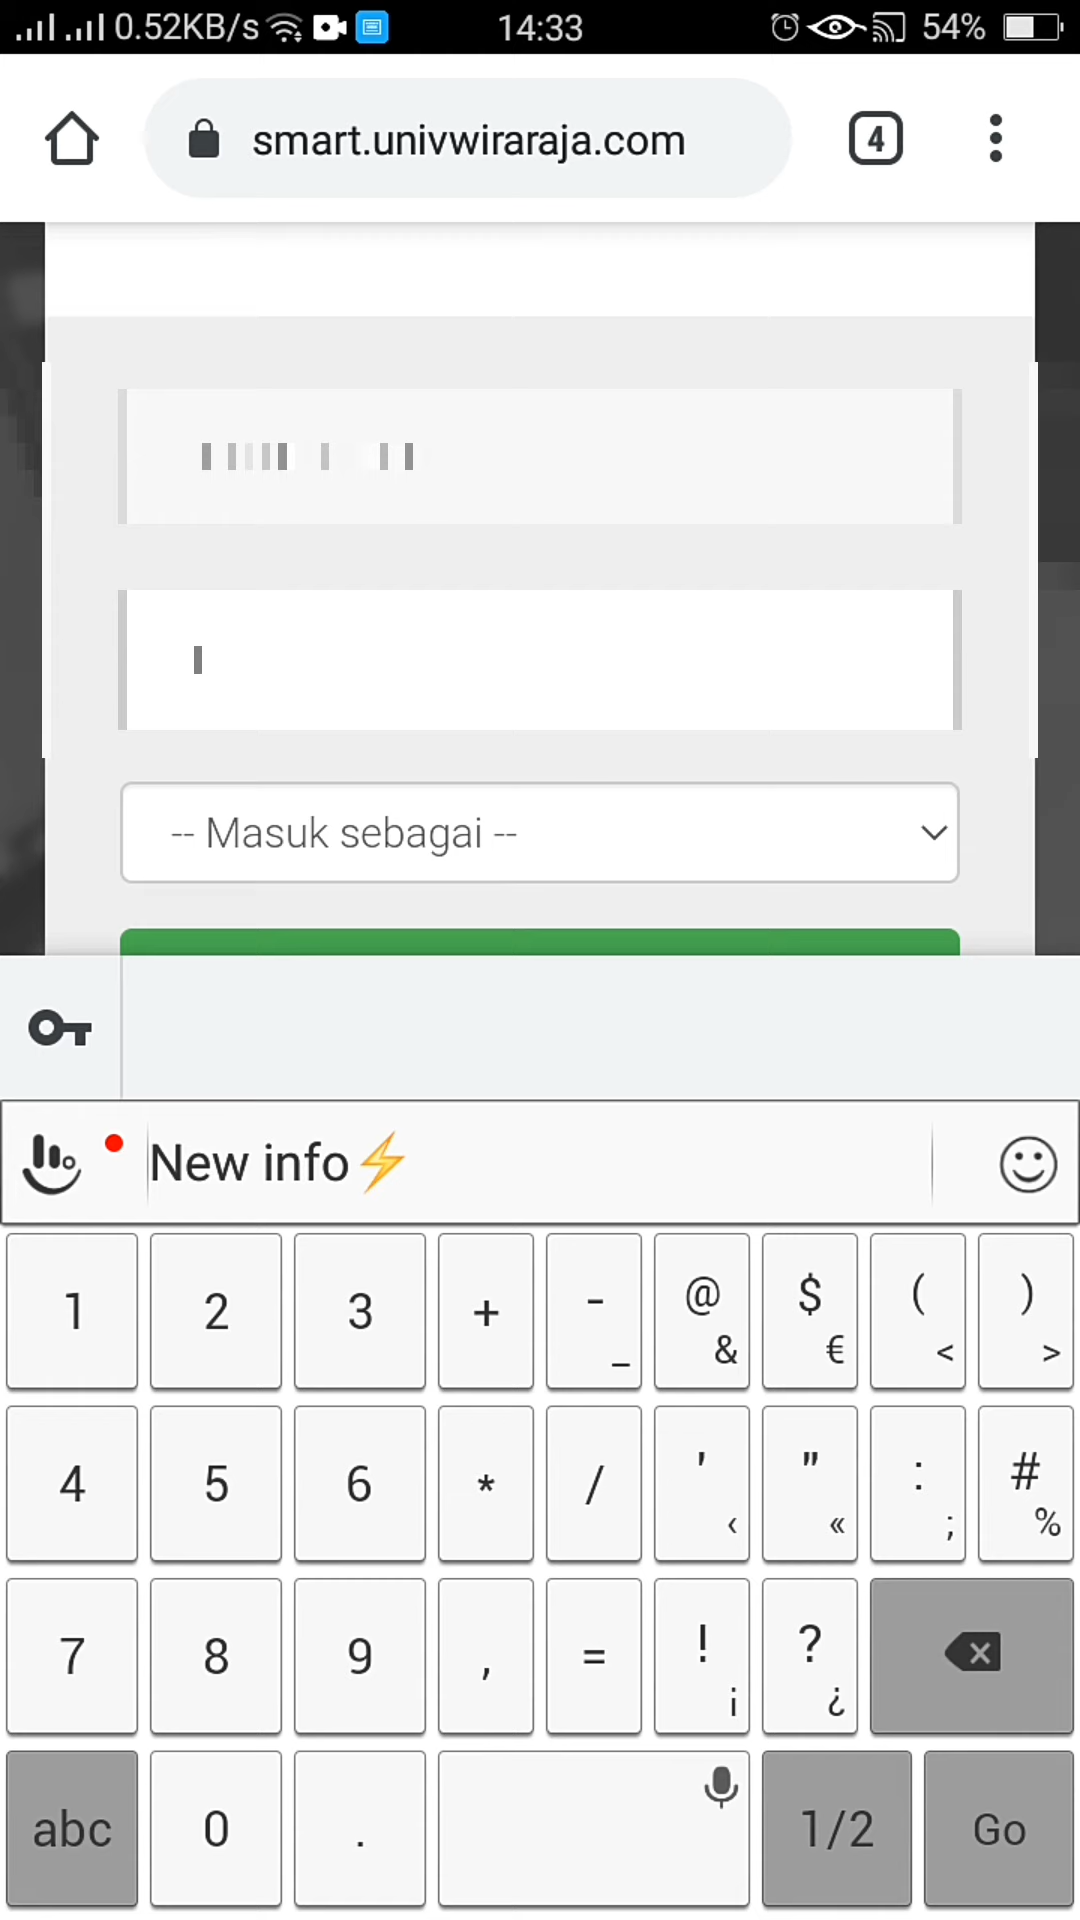 0.52KB/s 14:33 54%
smart.univwiraraja.com 4
-- Masuk sebagai --
New info⚡
1 2 3 + - _ @ & $ € ( < ) >
4 5 6 * / ' ‹ " « : ; # %
7 8 9 , = ! ¡ ? ¿
abc 0 . 1/2 Go